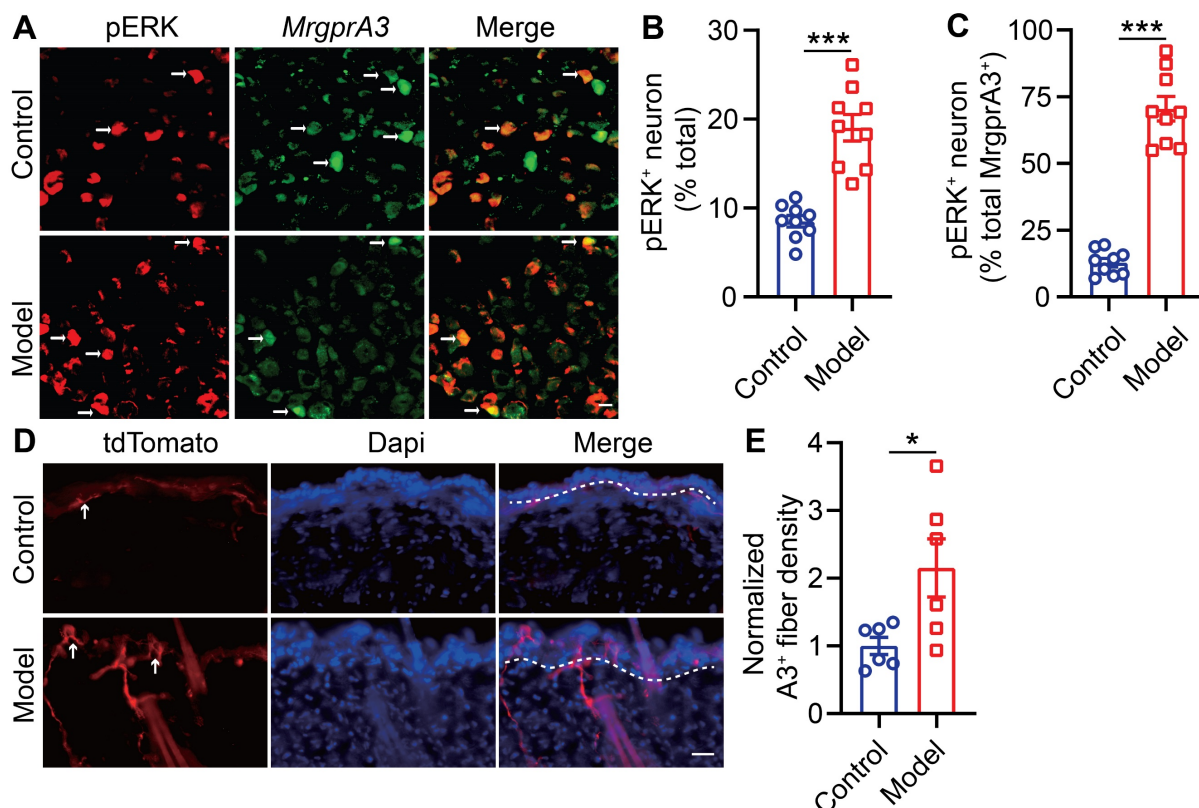 A
pERK
MrgprA3
Merge
Control
Model
B
pERK⁺ neuron
(% total)
30
20
10
0
***
Control
Model
C
pERK⁺ neuron
(% total MrgprA3⁺)
100
75
50
25
0
***
Control
Model
D
tdTomato
Dapi
Merge
Control
Model
E
Normalized
A3⁺ fiber density
4
3
2
1
0
*
Control
Model